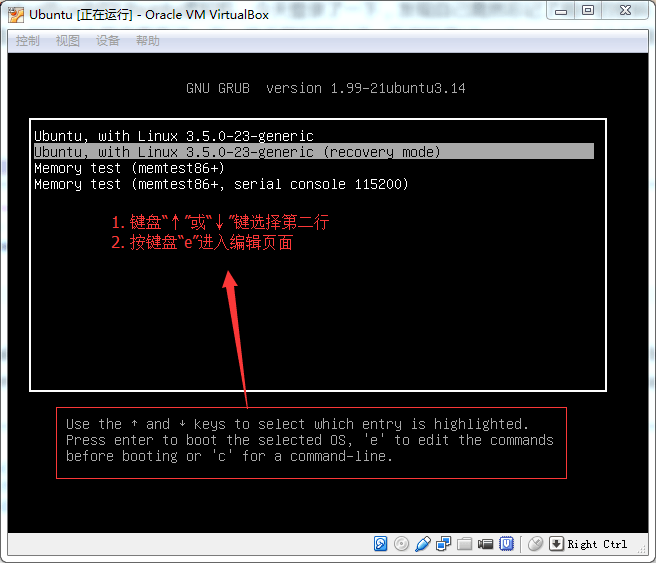 Ubuntu [正在运行] - Oracle VM VirtualBox
控制 视图 设备 帮助
GNU GRUB version 1.99-21ubuntu3.14
Ubuntu, with Linux 3.5.0-23-generic
Ubuntu, with Linux 3.5.0-23-generic (recovery mode)
Memory test (memtest86+)
Memory test (memtest86+, serial console 115200)
1. 键盘“↑”或“↓”键选择第二行
2. 按键盘“e”进入编辑页面
Use the ↑ and ↓ keys to select which entry is highlighted.
Press enter to boot the selected OS, 'e' to edit the commands
before booting or 'c' for a command-line.
Right Ctrl